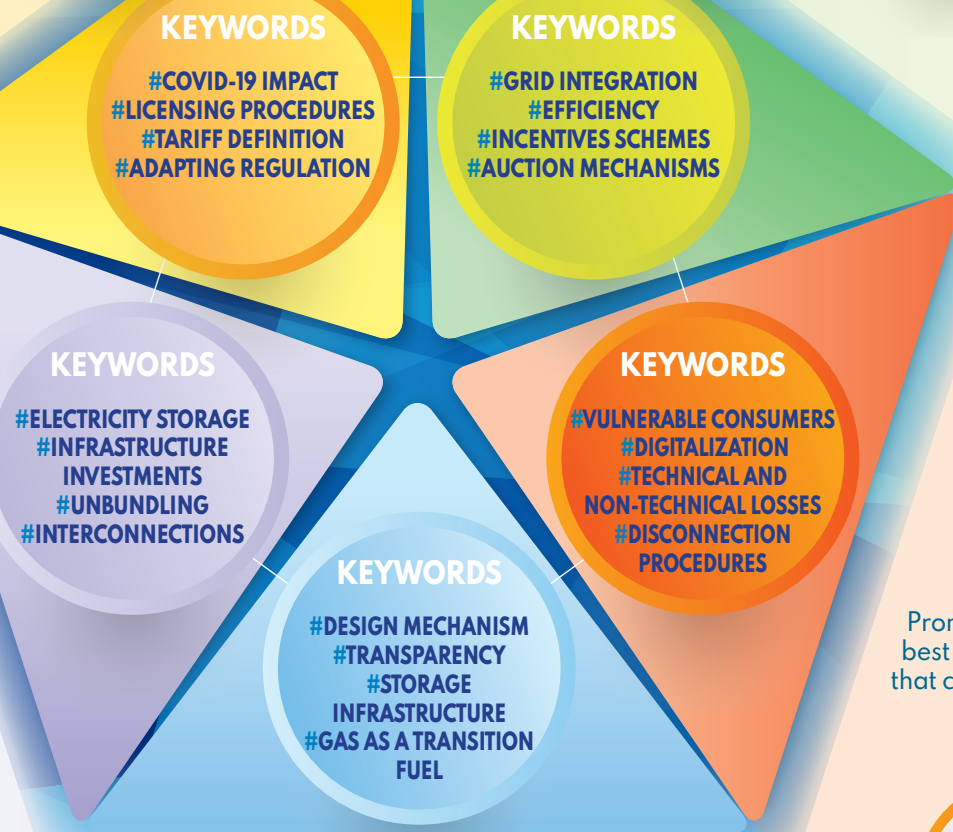 KEYWORDS
#COVID-19 IMPACT
#LICENSING PROCEDURES
#TARIFF DEFINITION
#ADAPTING REGULATION
KEYWORDS
#GRID INTEGRATION
#EFFICIENCY
#INCENTIVES SCHEMES
#AUCTION MECHANISMS
KEYWORDS
#ELECTRICITY STORAGE
#INFRASTRUCTURE
INVESTMENTS
#UNBUNDLING
#INTERCONNECTIONS
KEYWORDS
#VULNERABLE CONSUMERS
#DIGITALIZATION
#TECHNICAL AND
NON-TECHNICAL LOSSES
#DISCONNECTION
PROCEDURES
KEYWORDS
#DESIGN MECHANISM
#TRANSPARENCY
#STORAGE
INFRASTRUCTURE
#GAS AS A TRANSITION
FUEL
best
that